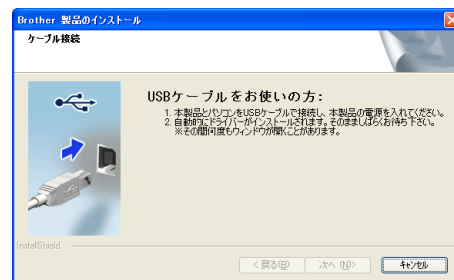 Brother 製品のインストール
ケーブル接続
USBケーブルをお使いの方:
1. 本製品とパソコンをUSBケーブルで接続し、本製品の電源を入れてください。
2. 自動的にドライバーがインストールされます。そのまましばらくお待ち下さい。
※その間何度もウィンドウが開くことがあります。
InstallShield
< 戻る(B)
次へ (N)>
キャンセル